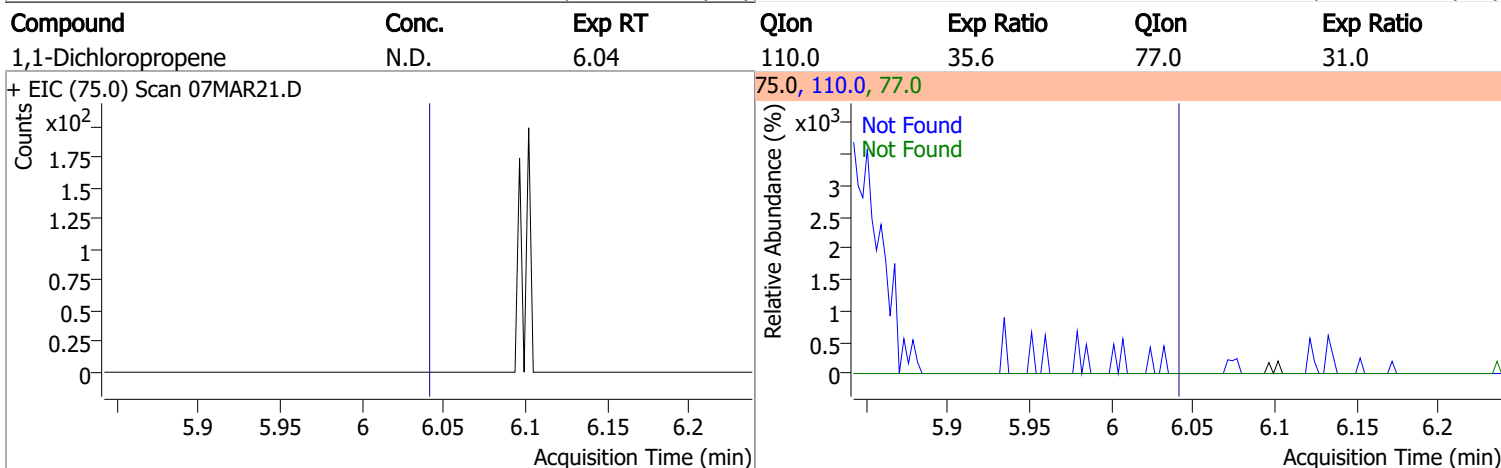 Compound Conc. Exp RT QIon Exp Ratio QIon Exp Ratio
1,1-Dichloropropene N.D. 6.04 110.0 35.6 77.0 31.0
+ EIC (75.0) Scan 07MAR21.D
Counts
x10²
1.75
1.5
1.25
1
0.75
0.5
0.25
0
5.9 5.95 6 6.05 6.1 6.15 6.2
Acquisition Time (min)
75.0, 110.0, 77.0
Relative Abundance (%)
x10³
Not Found
Not Found
3
2.5
2
1.5
1
0.5
0
5.9 5.95 6 6.05 6.1 6.15 6.2
Acquisition Time (min)